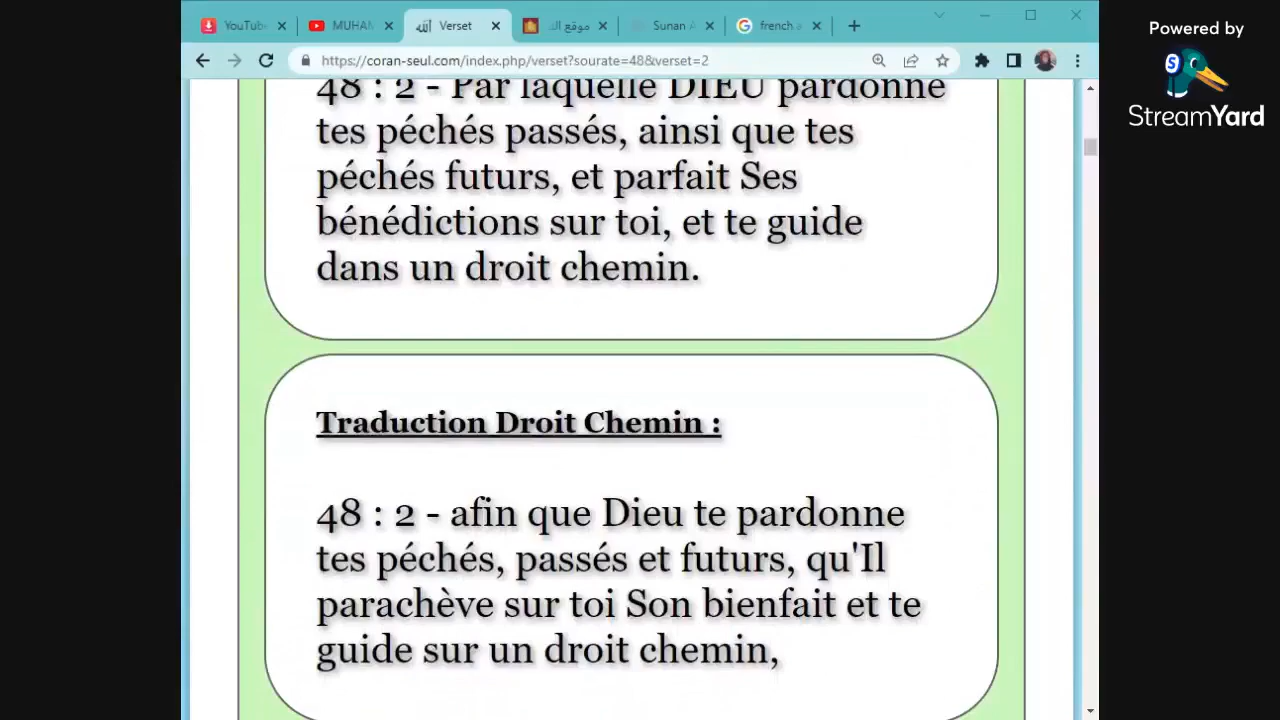 YouTube
MUHAM
Verset
موقع الد
Sunan A
french.a
https://coran-seul.com/index.php/verset?sourate=48&verset=2
Powered by
StreamYard
48 : 2 - Par laquelle DIEU pardonne
tes péchés passés, ainsi que tes
péchés futurs, et parfait Ses
bénédictions sur toi, et te guide
dans un droit chemin.
Traduction Droit Chemin :
48 : 2 - afin que Dieu te pardonne
tes péchés, passés et futurs, qu'Il
parachève sur toi Son bienfait et te
guide sur un droit chemin,